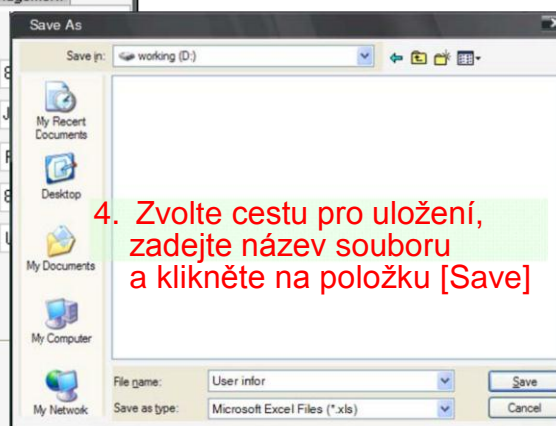 Save As
Save in: working (D:)
My Recent
Documents
Desktop
4. Zvolte cestu pro uložení,
zadejte název souboru
a klikněte na položku [Save]
My Documents
My Computer
My Network
File name: User infor Save
Save as type: Microsoft Excel Files (*.xls) Cancel